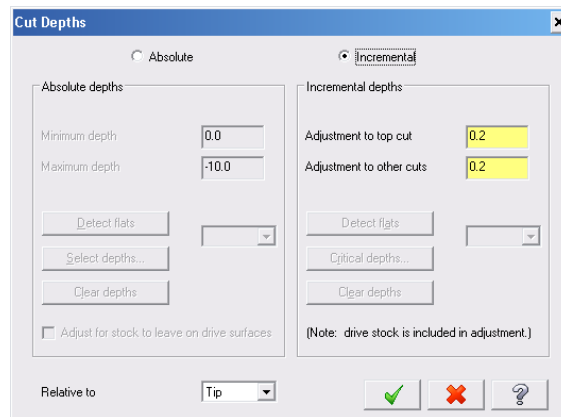 Cut Depths
Absolute
Incremental
Absolute depths
Minimum depth 0.0
Maximum depth -10.0
Detect flats
Select depths...
Clear depths
Adjust for stock to leave on drive surfaces
Incremental depths
Adjustment to top cut 0.2
Adjustment to other cuts 0.2
Detect flats
Critical depths...
Clear depths
(Note: drive stock is included in adjustment.)
Relative to Tip